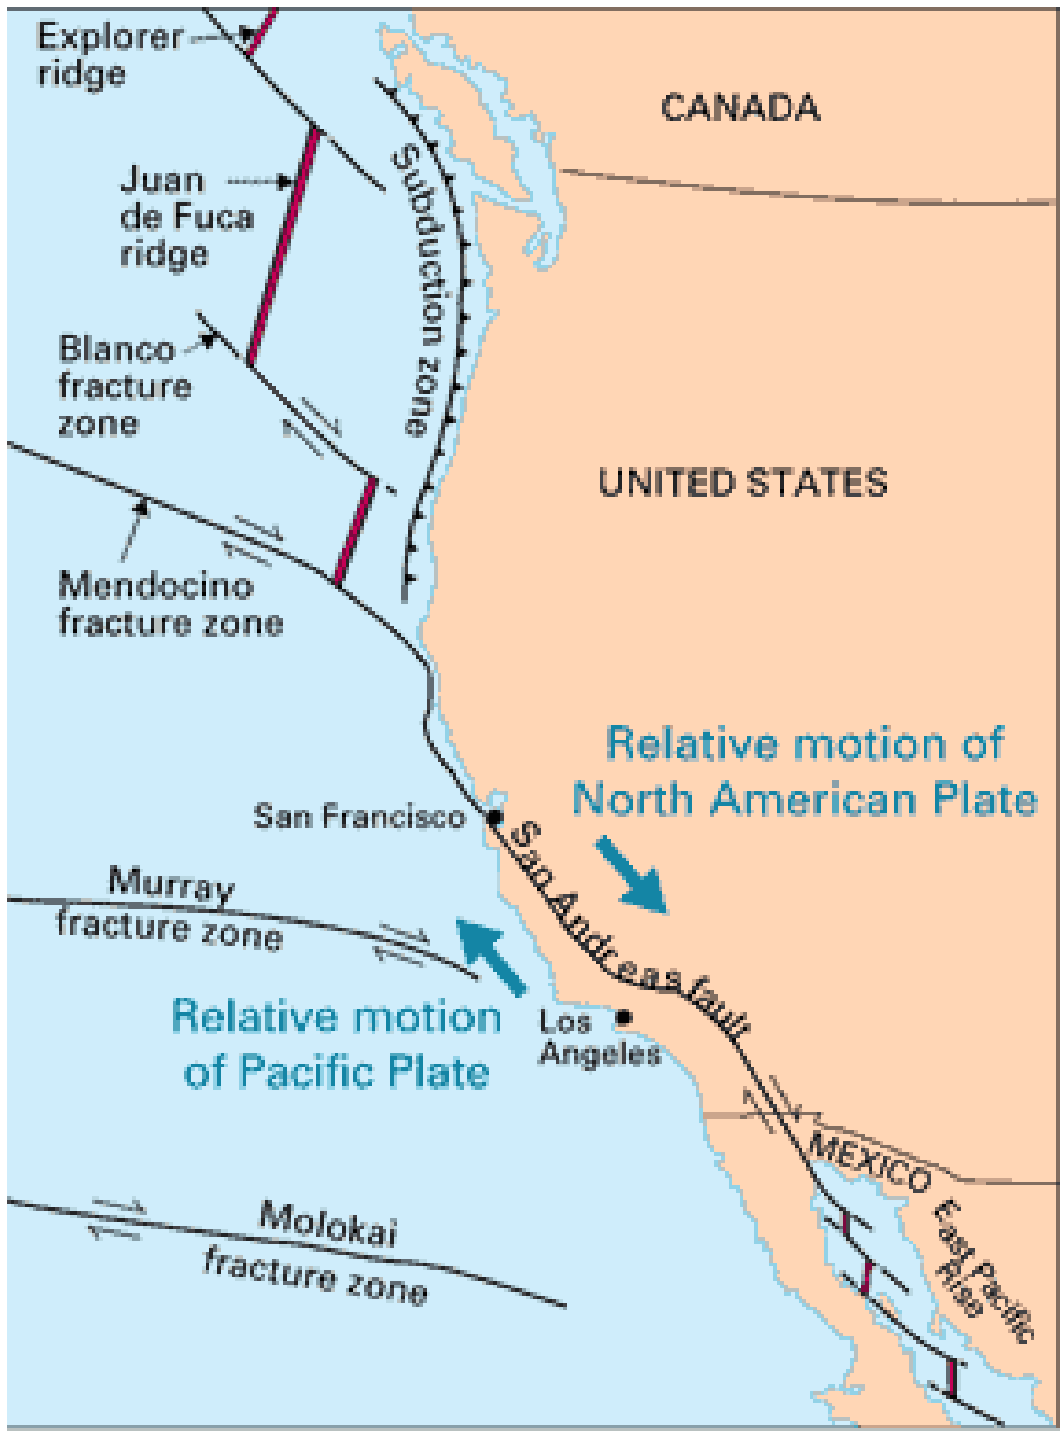 Explorer
ridge
CANADA
Juan
de Fuca
ridge
Subduction zone
Blanco
fracture
zone
UNITED STATES
Mendocino
fracture zone
Relative motion of
North American Plate
San Francisco
San Andreas fault
Murray
fracture zone
Relative motion
of Pacific Plate
Los
Angeles
MEXICO
East Pacific
Rise
Molokai
fracture zone